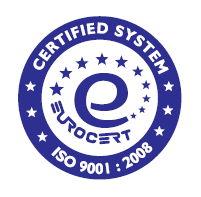 CERTIFIED SYSTEM
e
EUROCERT
ISO 9001 : 2008